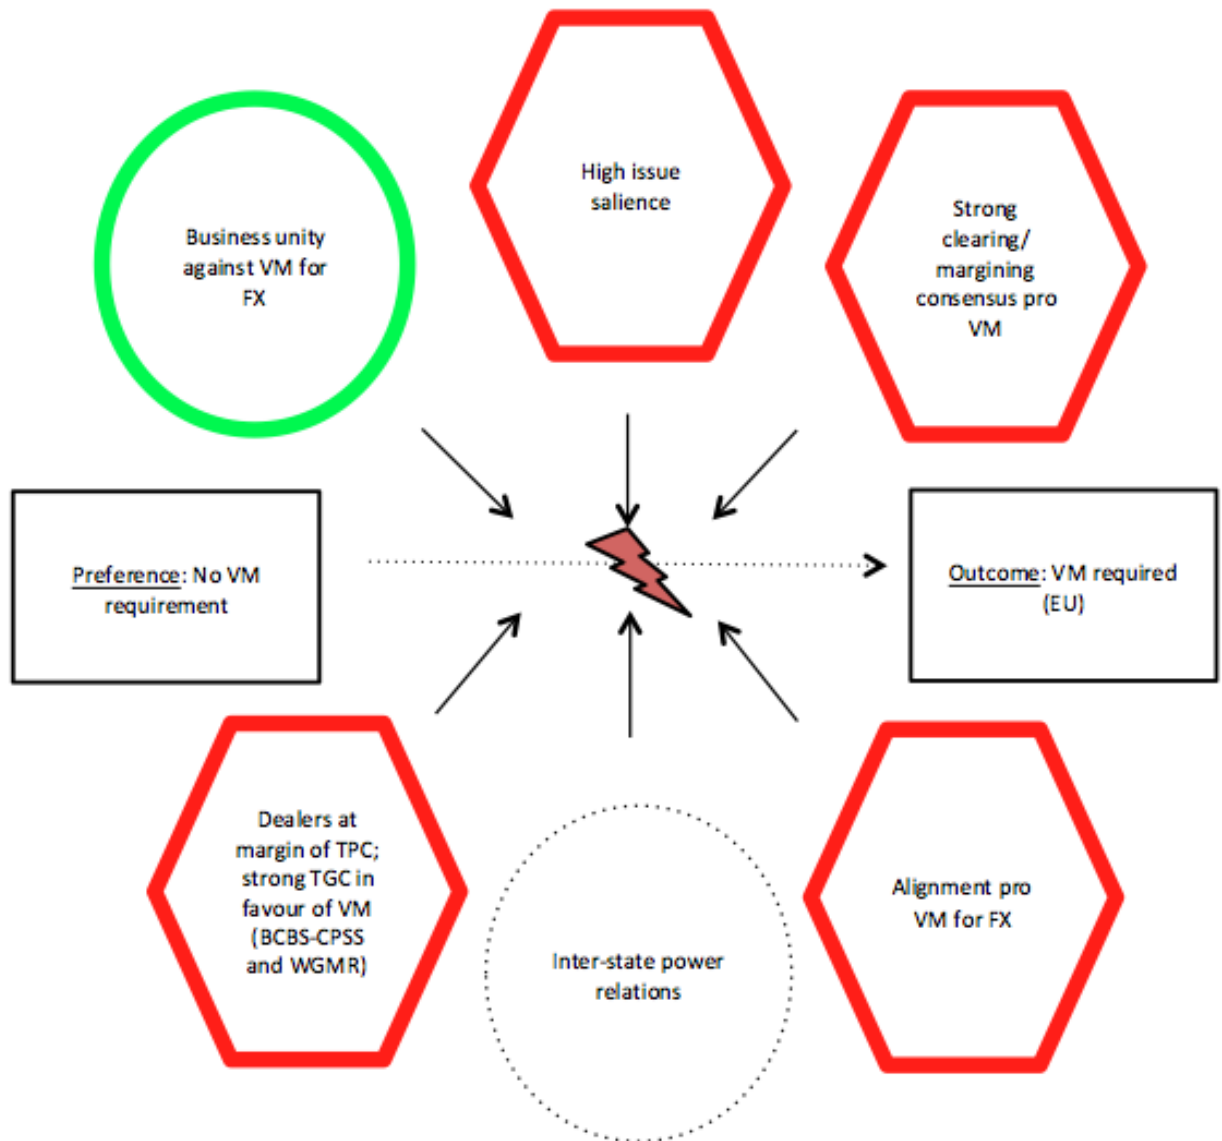 High issue
salience
Business unity
against VM for
FX
Strong
clearing/
margining
consensus pro
VM
Preference: No VM
requirement
Outcome: VM required
(EU)
Dealers at
margin of TPC;
strong TGC in
favour of VM
(BCBS-CPSS
and WGMR)
Inter-state power
relations
Alignment pro
VM for FX